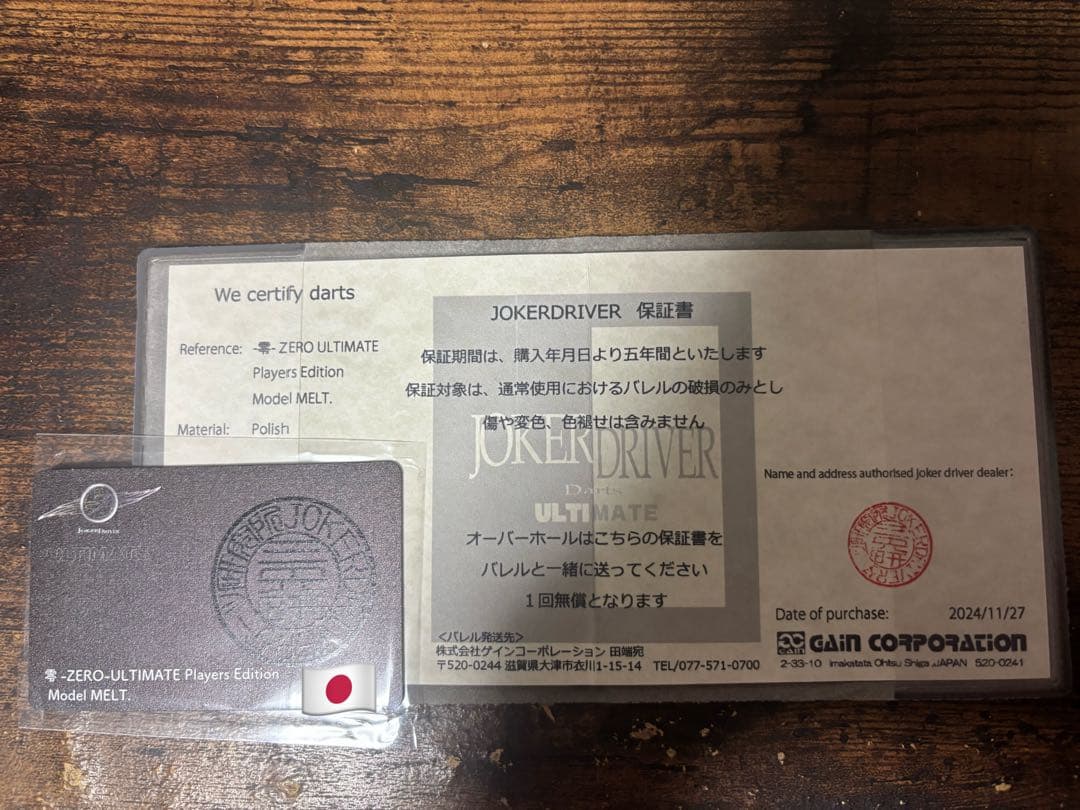 We certify darts
Reference: -零- ZERO ULTIMATE
Players Edition
Model MELT.
Material: Polish
JOKERDRIVER 保証書
保証期間は、購入年月日より五年間といたします
保証対象は、通常使用におけるバレルの破損のみとし
傷や変色、色褪せは含みません
JOKERDRIVER
Darts
ULTIMATE
オーバーホールはこちらの保証書を
バレルと一緒に送ってください
1回無償となります
<バレル発送先>
株式会社ゲインコーポレーション 田端宛
〒520-0244 滋賀県大津市衣川1-15-14 TEL/077-571-0700
Name and address authorised joker driver dealer:
JOKERDRIVER
Date of purchase: 2024/11/27
GAIN
GAIN CORPORATION
2-33-10 imakatata Ohtsu Shiga JAPAN 520-0241
JOKERDRIVER
ULTIMATE
JOKERDRIVER
零 -ZERO-ULTIMATE Players Edition
Model MELT.